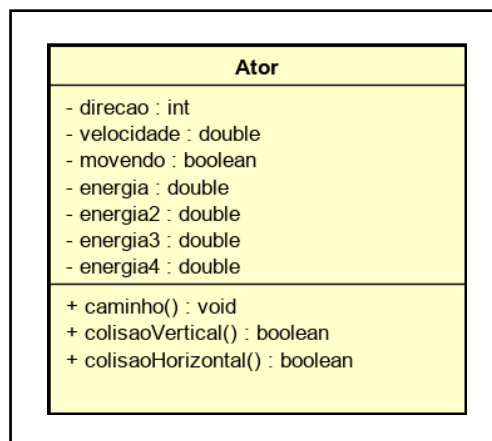 Ator
- direcao : int
- velocidade : double
- movendo : boolean
- energia : double
- energia2 : double
- energia3 : double
- energia4 : double
+ caminho() : void
+ colisaoVertical() : boolean
+ colisaoHorizontal() : boolean